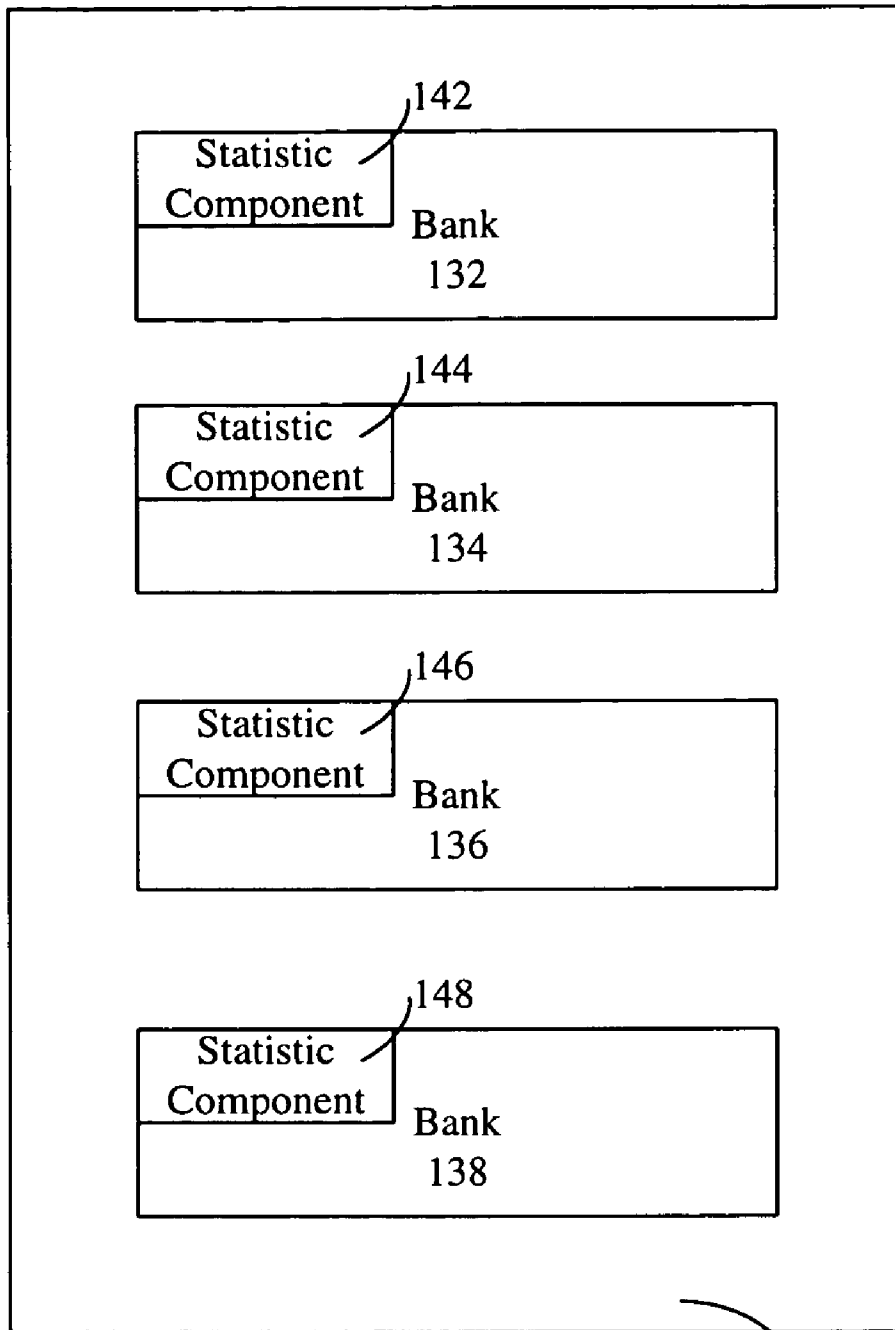 142
Statistic
Component
Bank
132
144
Statistic
Component
Bank
134
146
Statistic
Component
Bank
136
148
Statistic
Component
Bank
138